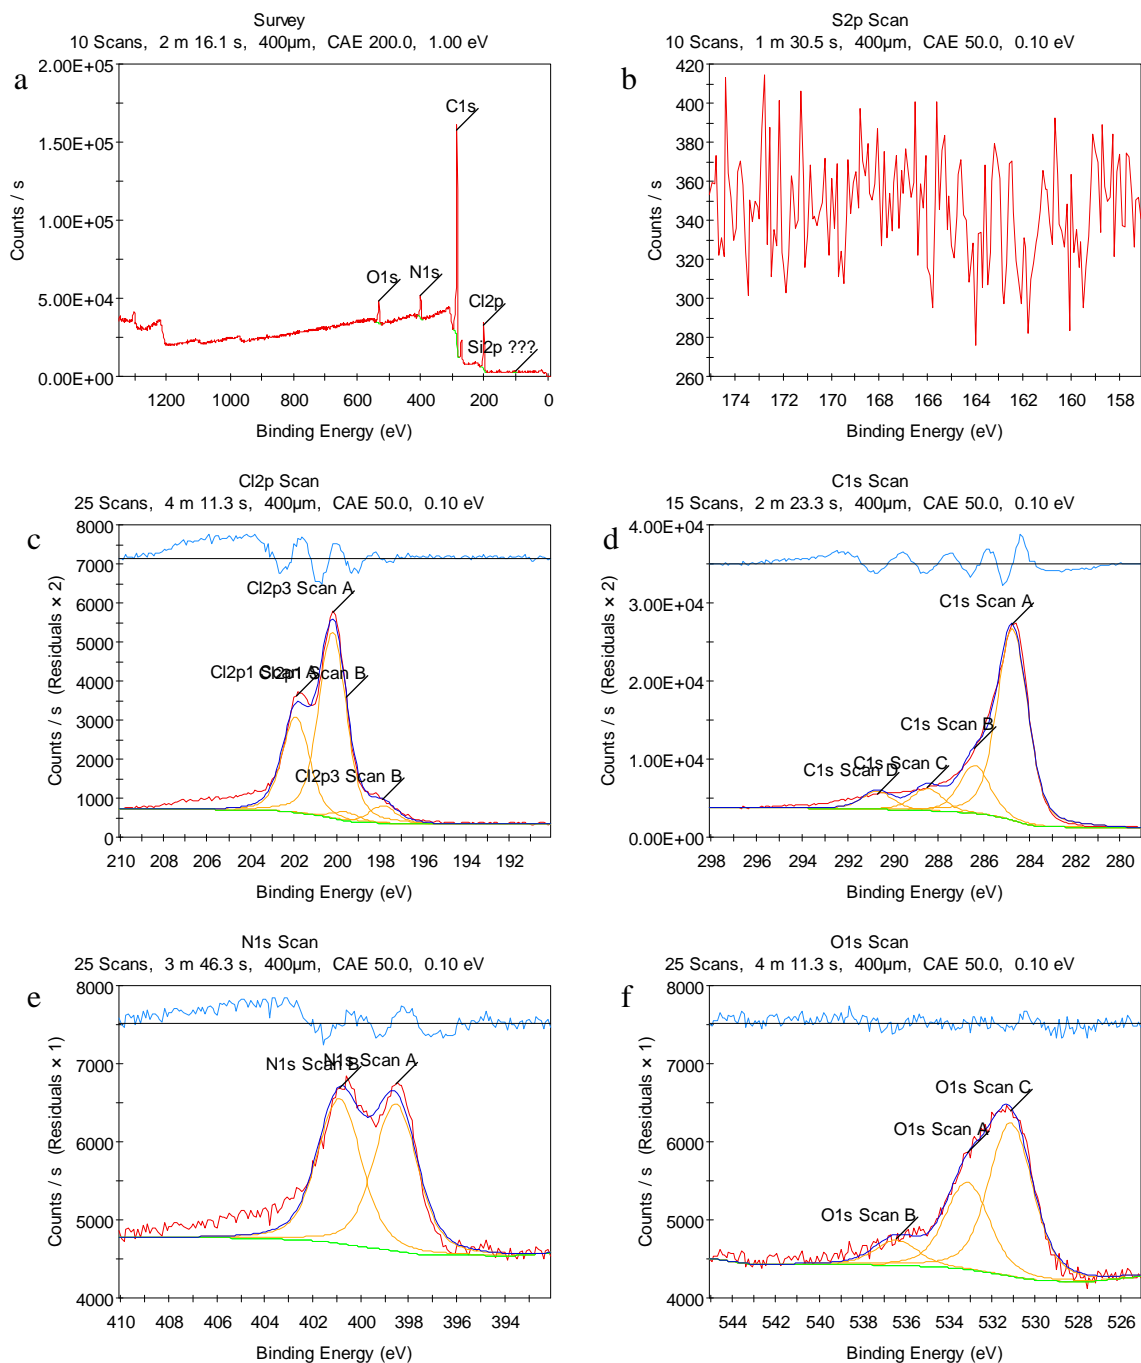 Survey
10 Scans, 2 m 16.1 s, 400µm, CAE 200.0, 1.00 eV
a
2.00E+05
1.50E+05
1.00E+05
5.00E+04
0.00E+00
Counts / s
C1s
O1s
N1s
Cl2p
Si2p ???
1200 1000 800 600 400 200 0
Binding Energy (eV)
S2p Scan
10 Scans, 1 m 30.5 s, 400µm, CAE 50.0, 0.10 eV
b
420
400
380
360
340
320
300
280
260
Counts / s
174 172 170 168 166 164 162 160 158
Binding Energy (eV)
Cl2p Scan
25 Scans, 4 m 11.3 s, 400µm, CAE 50.0, 0.10 eV
c
8000
7000
6000
5000
4000
3000
2000
1000
0
Counts / s (Residuals × 2)
Cl2p3 Scan A
Cl2p1 Scan A
Cl2p1 Scan B
Cl2p3 Scan B
210 208 206 204 202 200 198 196 194 192
Binding Energy (eV)
C1s Scan
15 Scans, 2 m 23.3 s, 400µm, CAE 50.0, 0.10 eV
d
4.00E+04
3.00E+04
2.00E+04
1.00E+04
0.00E+00
Counts / s (Residuals × 2)
C1s Scan A
C1s Scan B
C1s Scan C
C1s Scan D
298 296 294 292 290 288 286 284 282 280
Binding Energy (eV)
N1s Scan
25 Scans, 3 m 46.3 s, 400µm, CAE 50.0, 0.10 eV
e
8000
7000
6000
5000
4000
Counts / s (Residuals × 1)
N1s Scan B
N1s Scan A
410 408 406 404 402 400 398 396 394
Binding Energy (eV)
O1s Scan
25 Scans, 4 m 11.3 s, 400µm, CAE 50.0, 0.10 eV
f
8000
7000
6000
5000
4000
Counts / s (Residuals × 1)
O1s Scan C
O1s Scan A
O1s Scan B
544 542 540 538 536 534 532 530 528 526
Binding Energy (eV)